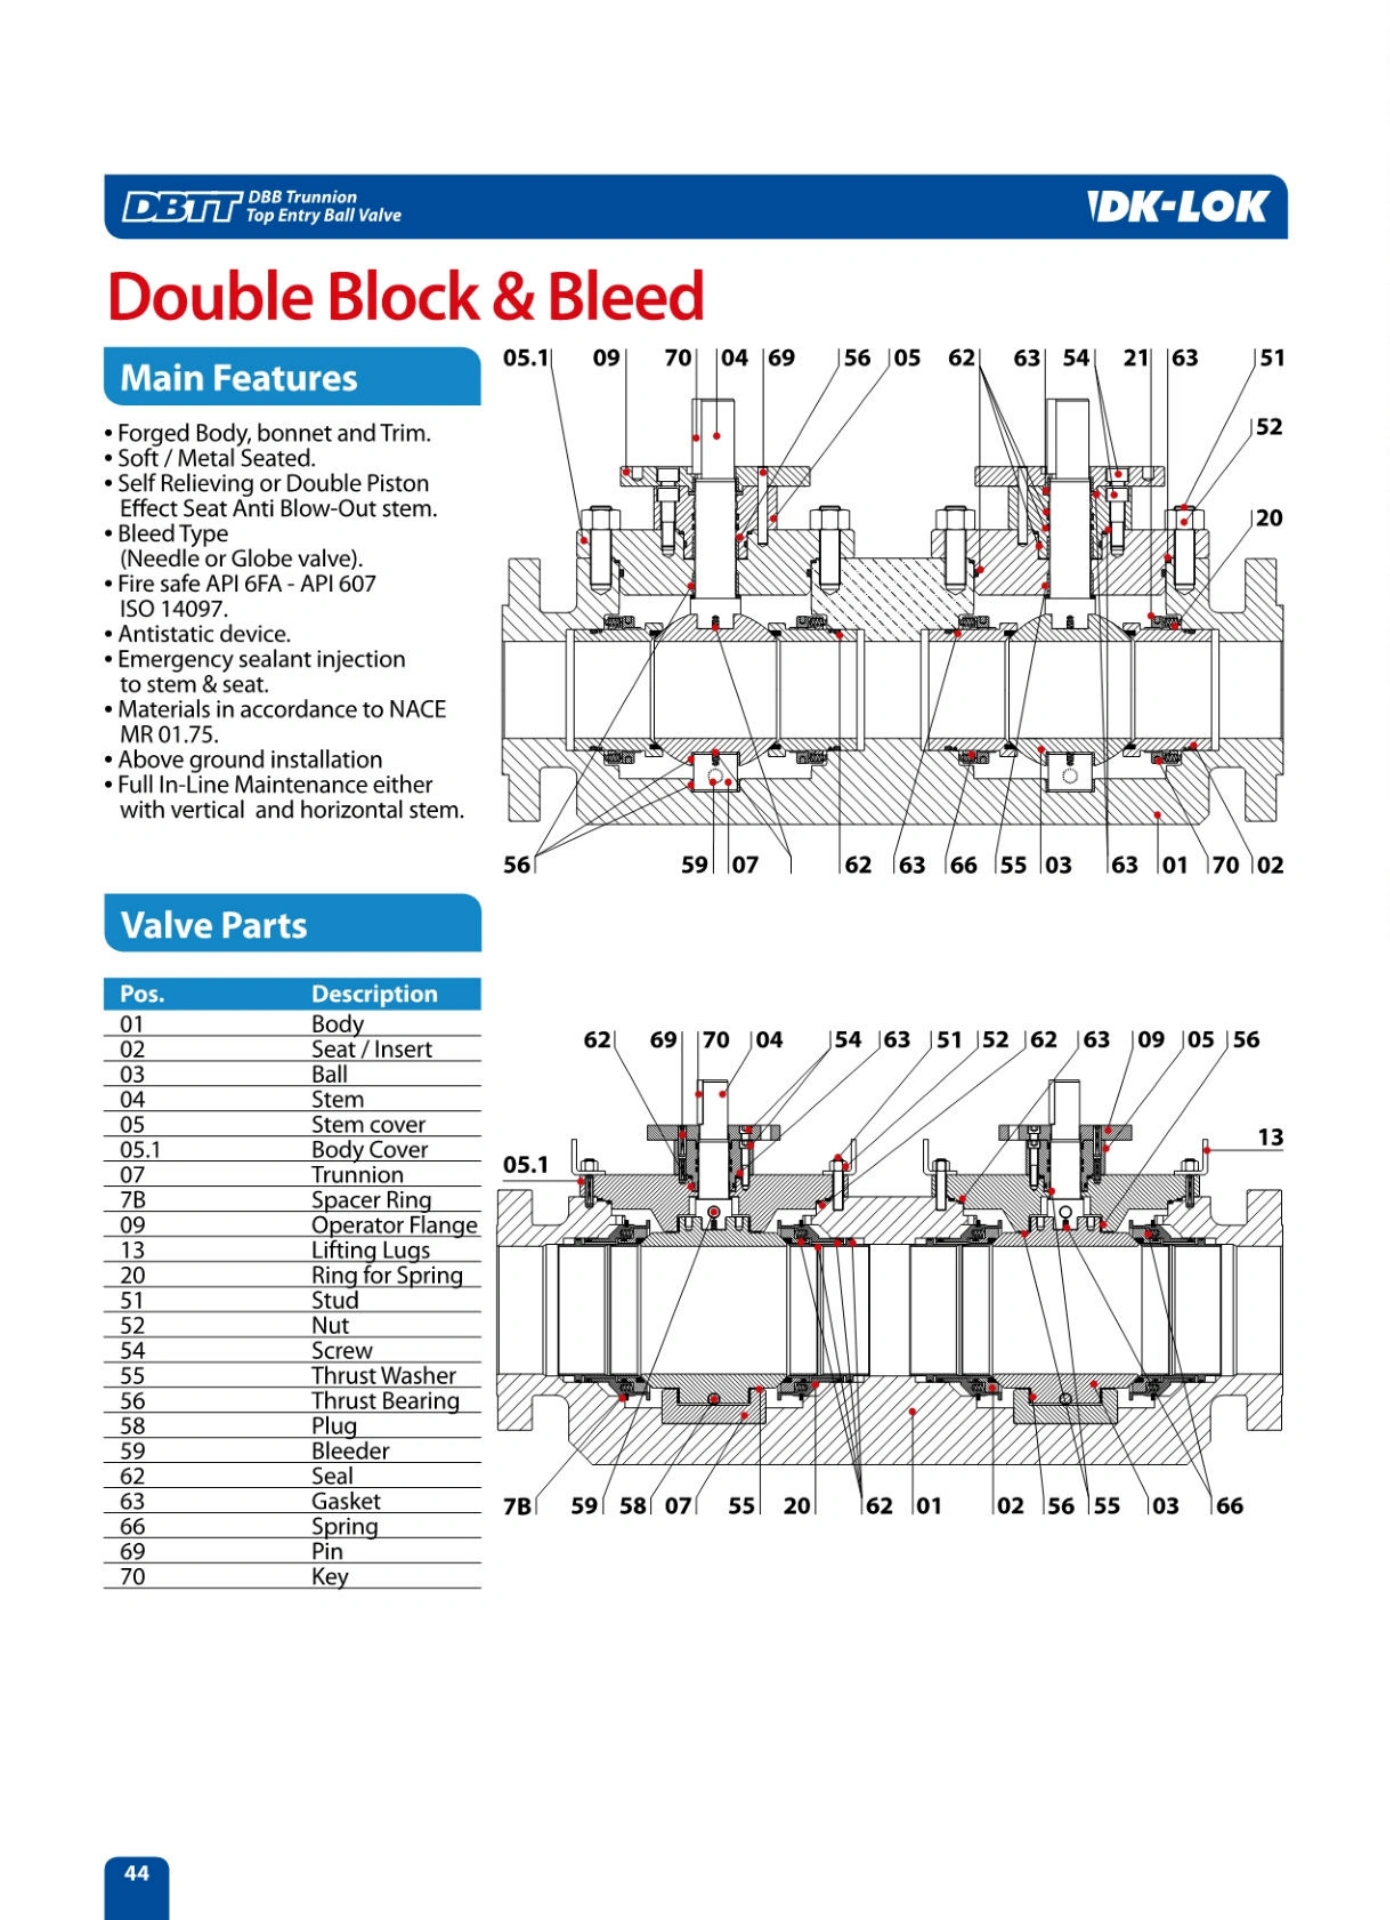 DBTT DBB Trunnion
Top Entry Ball Valve
DK-LOK
Double Block & Bleed
Main Features
• Forged Body, bonnet and Trim.
• Soft / Metal Seated.
• Self Relieving or Double Piston
Effect Seat Anti Blow-Out stem.
• Bleed Type
(Needle or Globe valve).
• Fire safe API 6FA - API 607
ISO 14097.
• Antistatic device.
• Emergency sealant injection
to stem & seat.
• Materials in accordance to NACE
MR 01.75.
• Above ground installation
• Full In-Line Maintenance either
with vertical and horizontal stem.
05.1 09 70 04 69 56 05 62 63 54 21 63 51
52
20
56 59 07 62 63 66 55 03 63 01 70 02
Valve Parts
Pos. Description
01 Body
02 Seat / Insert
03 Ball
04 Stem
05 Stem cover
05.1 Body Cover
07 Trunnion
7B Spacer Ring
09 Operator Flange
13 Lifting Lugs
20 Ring for Spring
51 Stud
52 Nut
54 Screw
55 Thrust Washer
56 Thrust Bearing
58 Plug
59 Bleeder
62 Seal
63 Gasket
66 Spring
69 Pin
70 Key
62 69 70 04 54 63 51 52 62 63 09 05 56
13
05.1
7B 59 58 07 55 20 62 01 02 56 55 03 66
44